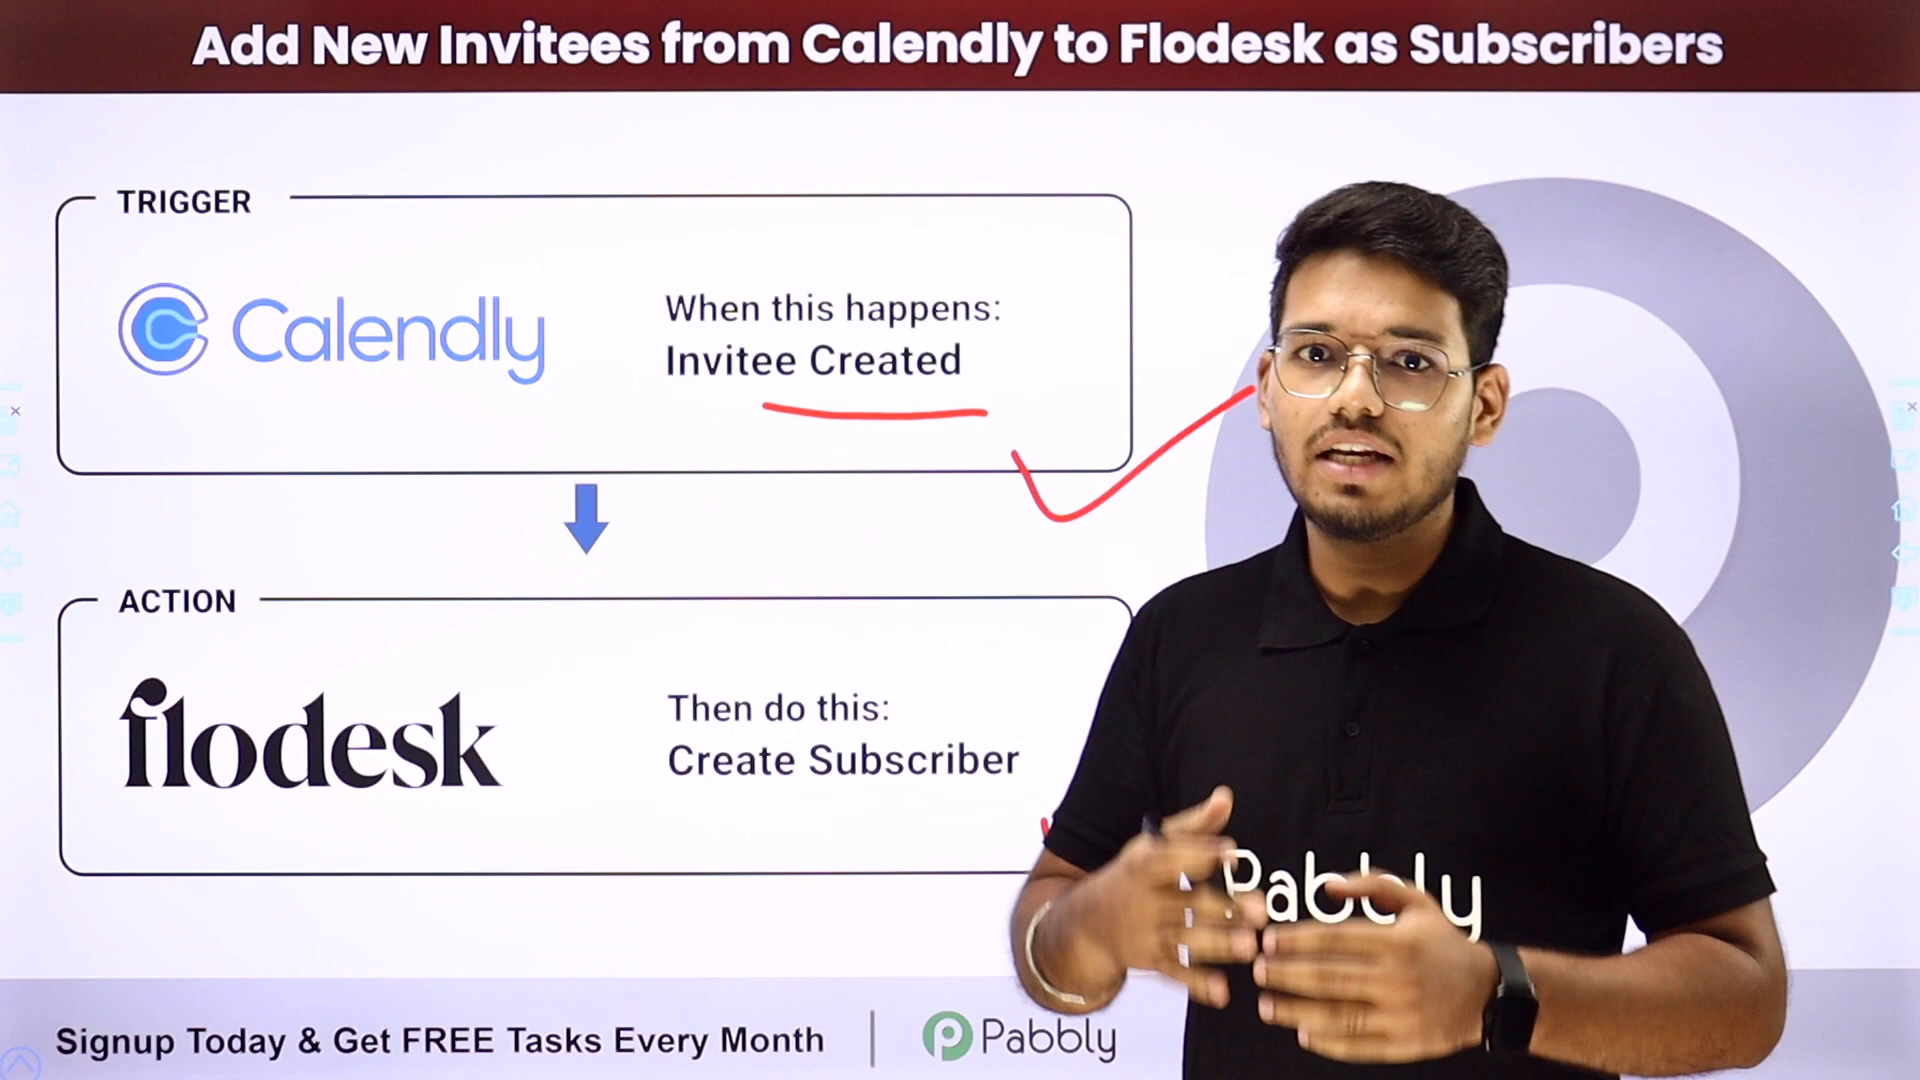 Add New Invitees from Calendly to Flodesk as Subscribers
TRIGGER
Calendly
When this happens:
Invitee Created
ACTION
flodesk
Then do this:
Create Subscriber
Pabbly
Signup Today & Get FREE Tasks Every Month
Pabbly